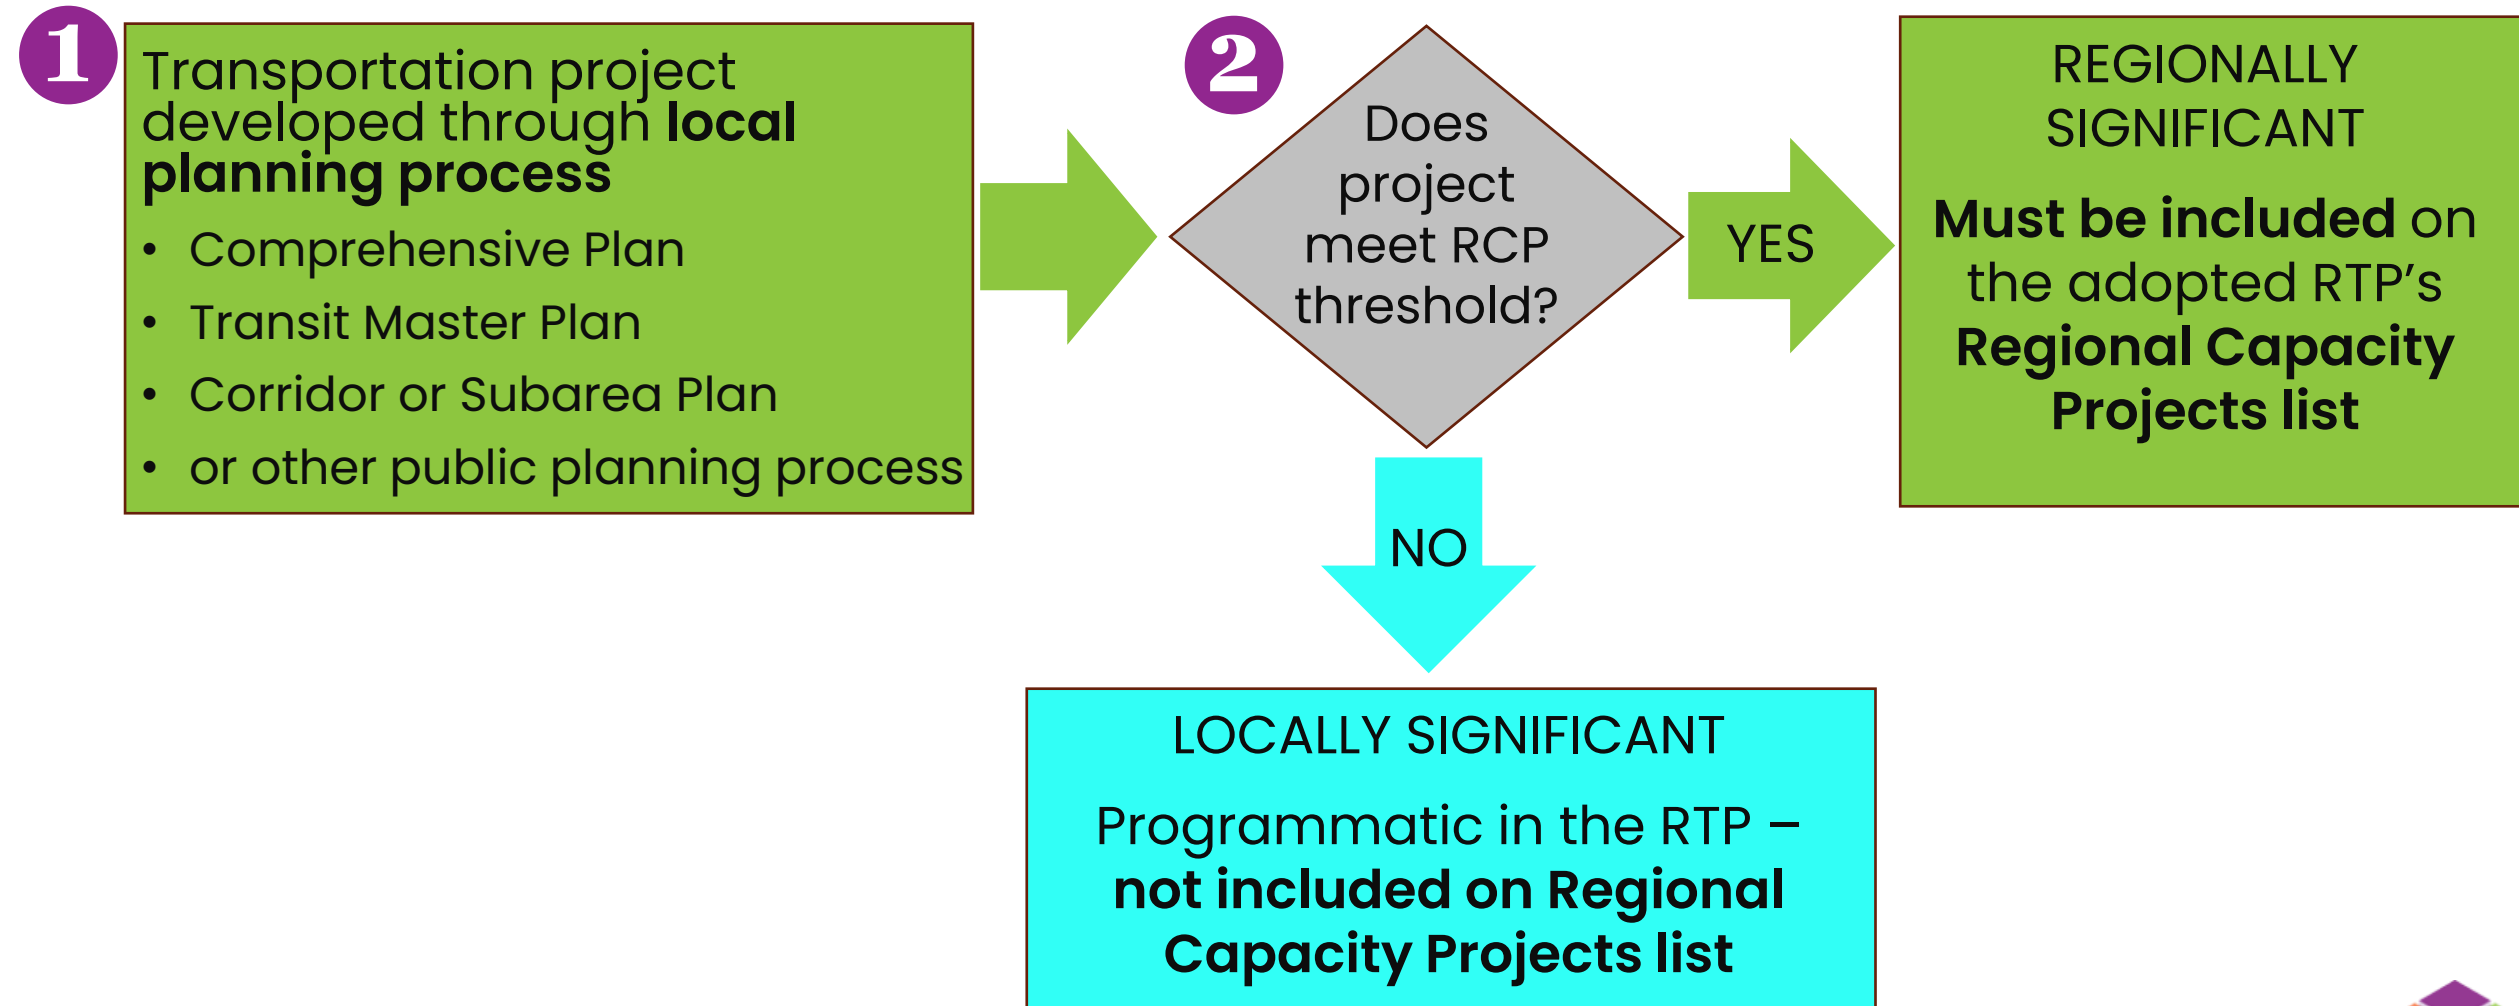 1
Transportation project
developed through local
planning process
• Comprehensive Plan
• Transit Master Plan
• Corridor or Subarea Plan
• or other public planning process
2
Does
project
meet RCP
threshold?
YES
REGIONALLY
SIGNIFICANT
Must be included on
the adopted RTP’s
Regional Capacity
Projects list
NO
LOCALLY SIGNIFICANT
Programmatic in the RTP –
not included on Regional
Capacity Projects list